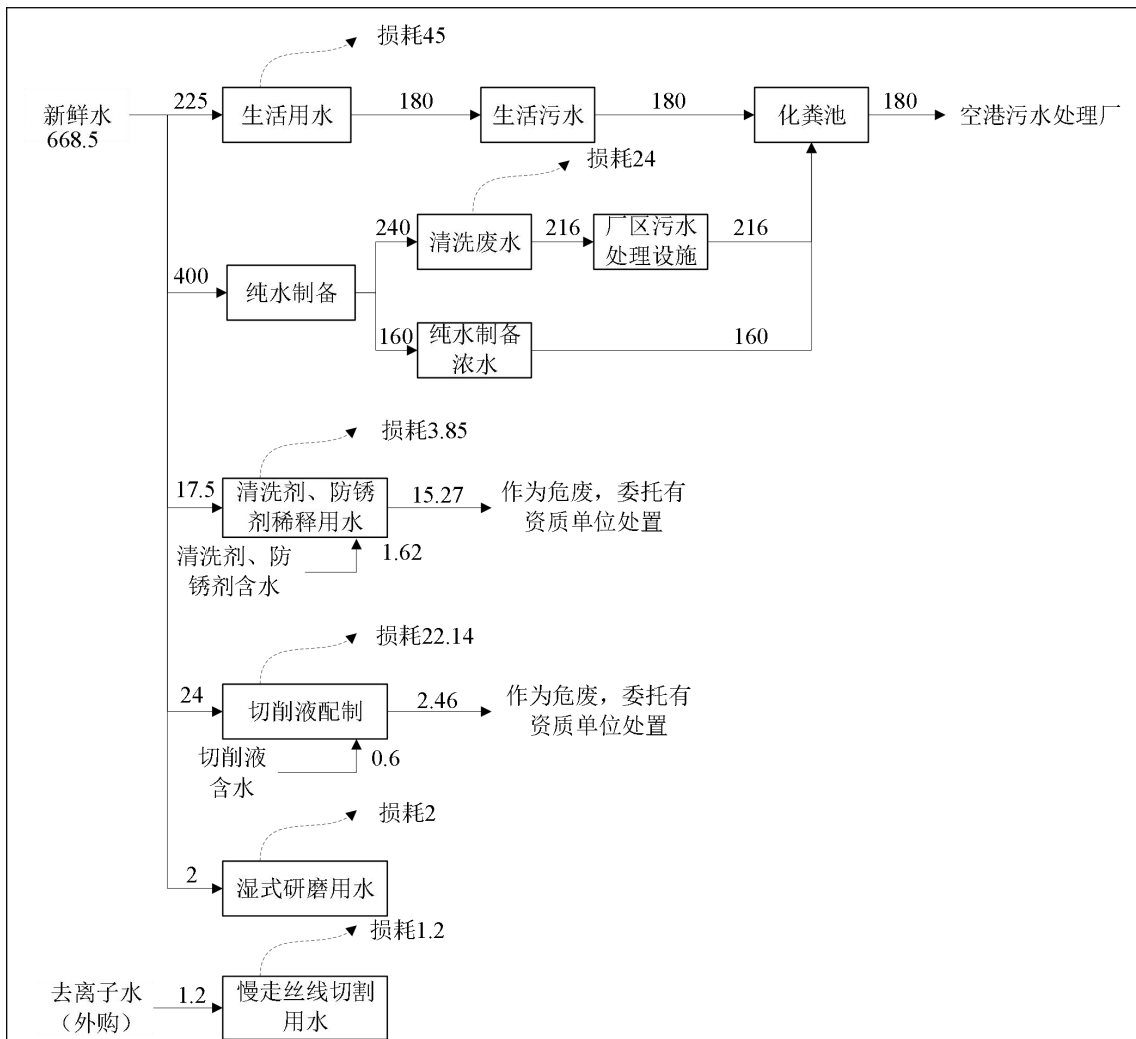 损耗45
新鲜水
668.5
225
生活用水
180
生活污水
180
化粪池
180
空港污水处理厂
损耗24
240
清洗废水
216
厂区污水
处理设施
216
400
纯水制备
160
纯水制备
浓水
160
损耗3.85
17.5
清洗剂、防锈
剂稀释用水
15.27
作为危废，委托有
资质单位处置
清洗剂、防
锈剂含水
1.62
损耗22.14
24
切削液配制
2.46
作为危废，委托有
资质单位处置
切削液
含水
0.6
损耗2
2
湿式研磨用水
损耗1.2
去离子水
（外购）
1.2
慢走丝线切割
用水